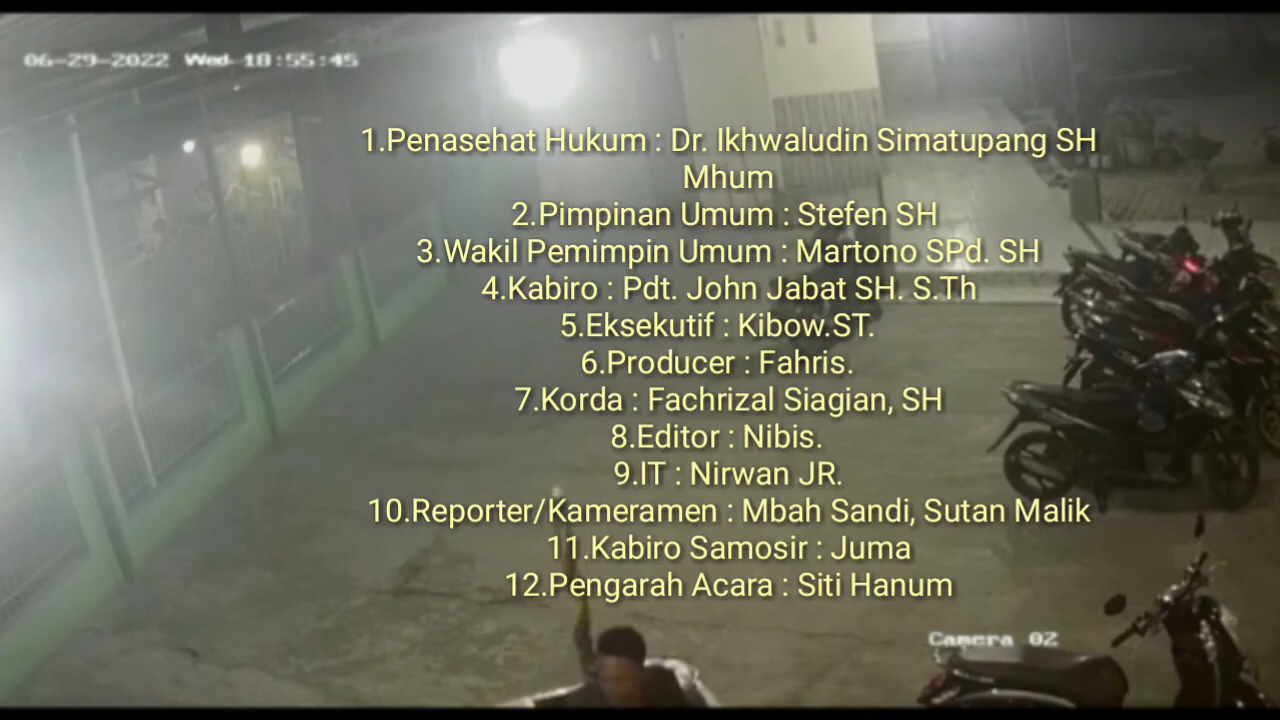 06-29-2022 Wed 18:55:45
1.Penasehat Hukum : Dr. Ikhwaludin Simatupang SH
Mhum
2.Pimpinan Umum : Stefen SH
3.Wakil Pemimpin Umum : Martono SPd. SH
4.Kabiro : Pdt. John Jabat SH. S.Th
5.Eksekutif : Kibow.ST.
6.Producer : Fahris.
7.Korda : Fachrizal Siagian, SH
8.Editor : Nibis.
9.IT : Nirwan JR.
10.Reporter/Kameramen : Mbah Sandi, Sutan Malik
11.Kabiro Samosir : Juma
12.Pengarah Acara : Siti Hanum
Camera 02